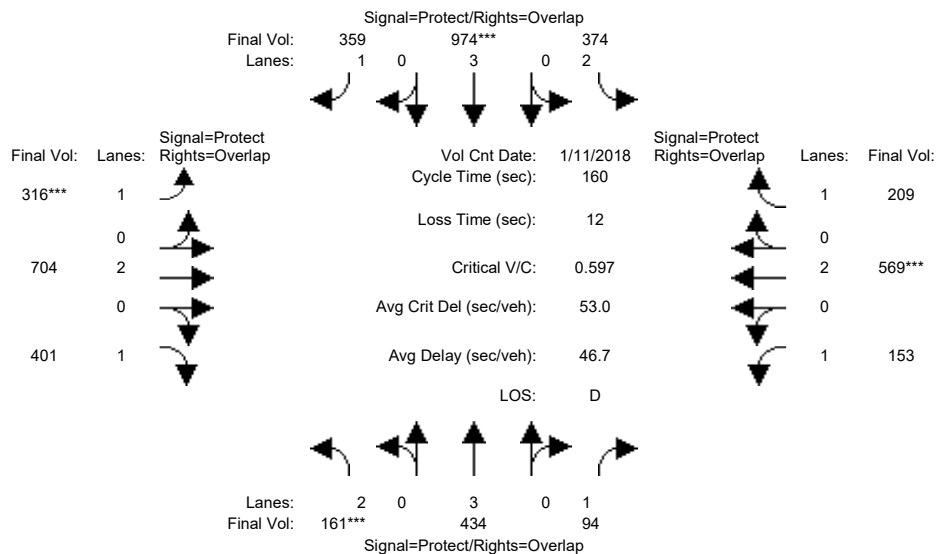 Signal=Protect/Rights=Overlap
Final Vol: 359 974*** 374
Lanes: 1 0 3 0 2
Signal=Protect Signal=Protect
Final Vol: Lanes: Rights=Overlap Vol Cnt Date: 1/11/2018 Rights=Overlap Lanes: Final Vol:
Cycle Time (sec): 160
316*** 1 1 209
Loss Time (sec): 12
0 0
704 2 Critical V/C: 0.597 2 569***
0 Avg Crit Del (sec/veh): 53.0 0
401 1 Avg Delay (sec/veh): 46.7 1 153
LOS: D
Lanes: 2 0 3 0 1
Final Vol: 161*** 434 94
Signal=Protect/Rights=Overlap